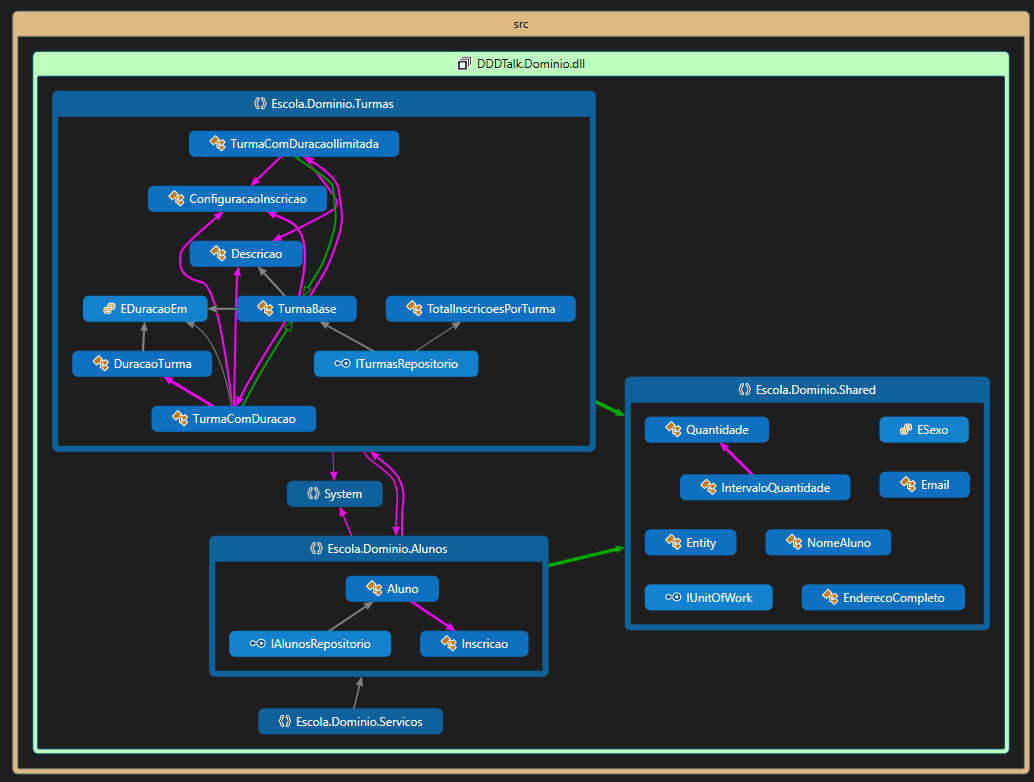 src
DDDTalk.Dominio.dll
Escola.Dominio.Turmas
TurmaComDuracaoIlimitada
ConfiguracaoInscricao
Descricao
EDuracaoEm
TurmaBase
TotalInscricoesPorTurma
DuracaoTurma
ITurmasRepositorio
TurmaComDuracao
Escola.Dominio.Shared
Quantidade
ESexo
IntervaloQuantidade
Email
Entity
NomeAluno
IUnitOfWork
EnderecoCompleto
System
Escola.Dominio.Alunos
Aluno
IAlunosRepositorio
Inscricao
Escola.Dominio.Servicos